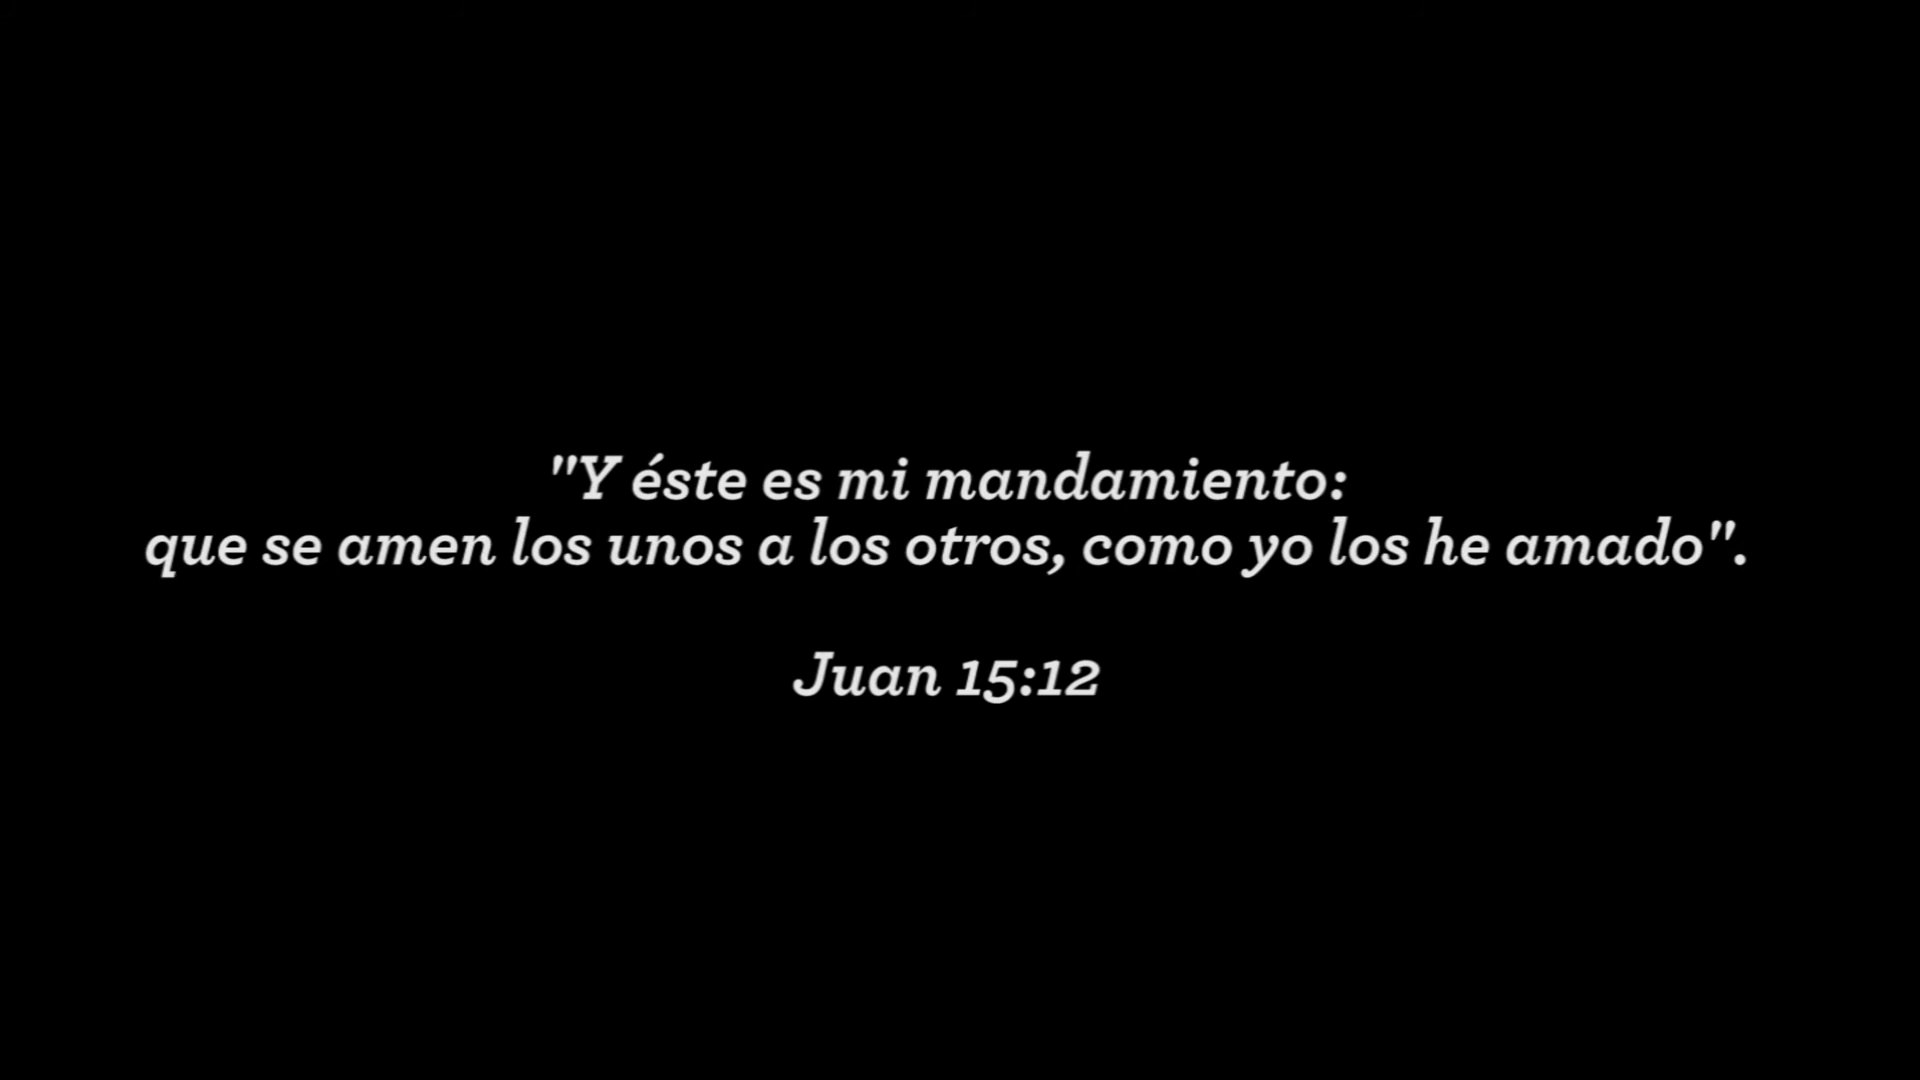 "Y éste es mi mandamiento:
que se amen los unos a los otros, como yo los he amado".
Juan 15:12